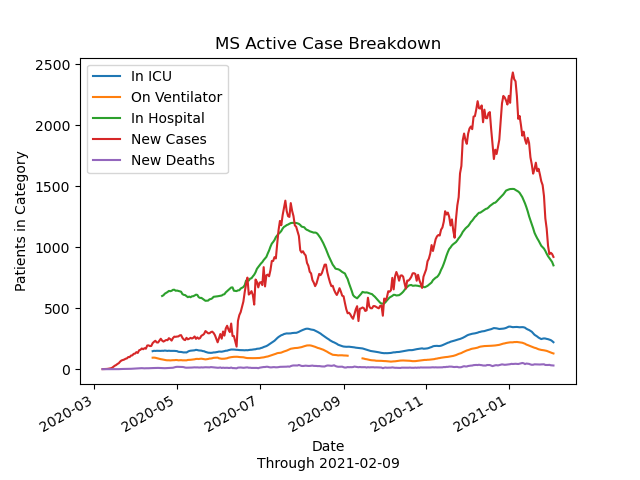 MS Active Case Breakdown
In ICU
On Ventilator
In Hospital
New Cases
New Deaths
Patients in Category
2500
2000
1500
1000
500
0
2020-03
2020-05
2020-07
2020-09
2020-11
2021-01
Date
Through 2021-02-09